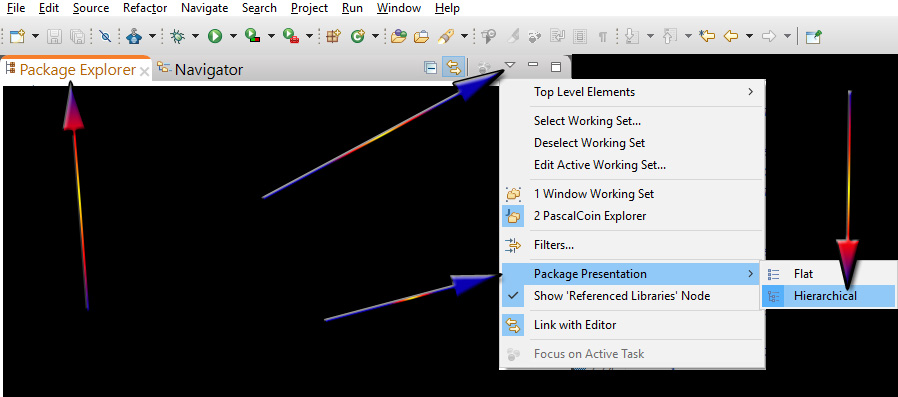 File Edit Source Refactor Navigate Search Project Run Window Help
Package Explorer Navigator
Top Level Elements
Select Working Set...
Deselect Working Set
Edit Active Working Set...
1 Window Working Set
2 PascalCoin Explorer
Filters...
Package Presentation
Flat
Show 'Referenced Libraries' Node
Hierarchical
Link with Editor
Focus on Active Task